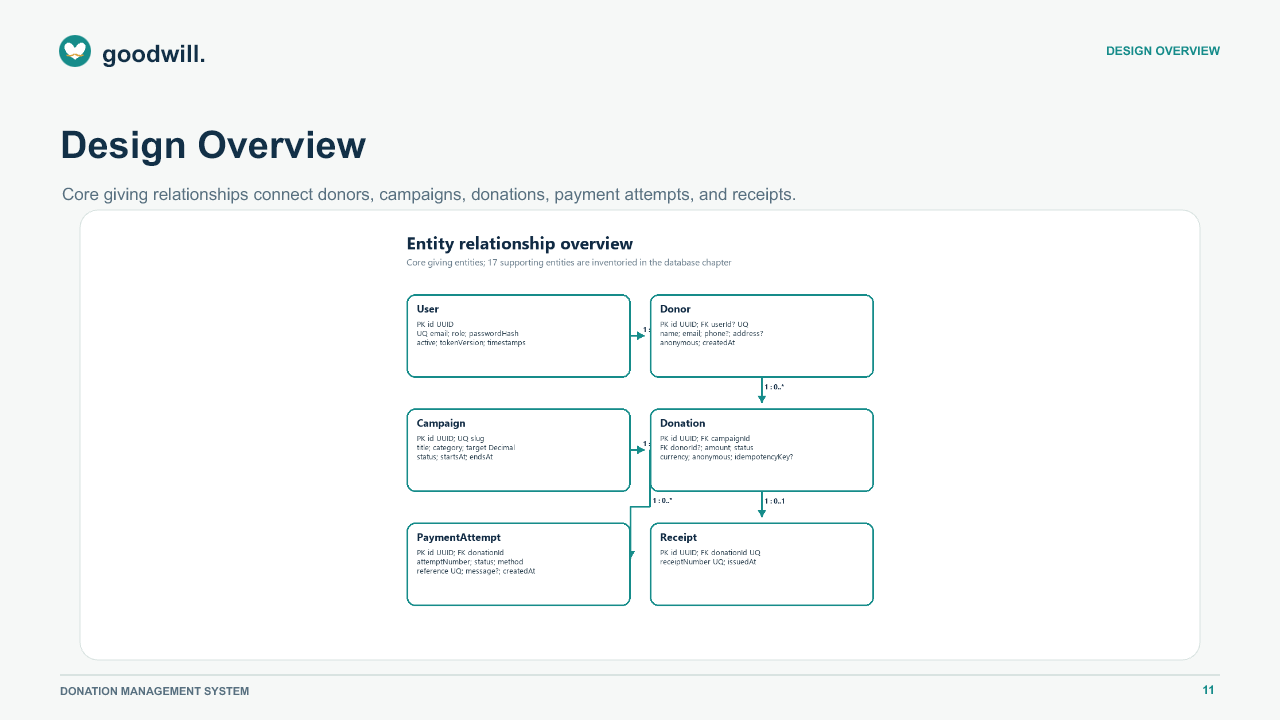 goodwill.
DESIGN OVERVIEW
Design Overview
Core giving relationships connect donors, campaigns, donations, payment attempts, and receipts.
Entity relationship overview
Core giving entities; 17 supporting entities are inventoried in the database chapter
User
PK id UUID
UQ email; role; passwordHash
active; tokenVersion; timestamps
1 :
Donor
PK id UUID; FK userId? UQ
name; email; phone?; address?
anonymous; createdAt
1 : 0..*
Campaign
PK id UUID; UQ slug
title; category; target Decimal
status; startsAt; endsAt
1 :
Donation
PK id UUID; FK campaignId
FK donorId?; amount; status
currency; anonymous; idempotencyKey?
1 : 0..*
1 : 0..1
PaymentAttempt
PK id UUID; FK donationId
attemptNumber; status; method
reference UQ; message?; createdAt
Receipt
PK id UUID; FK donationId UQ
receiptNumber UQ; issuedAt
DONATION MANAGEMENT SYSTEM
11